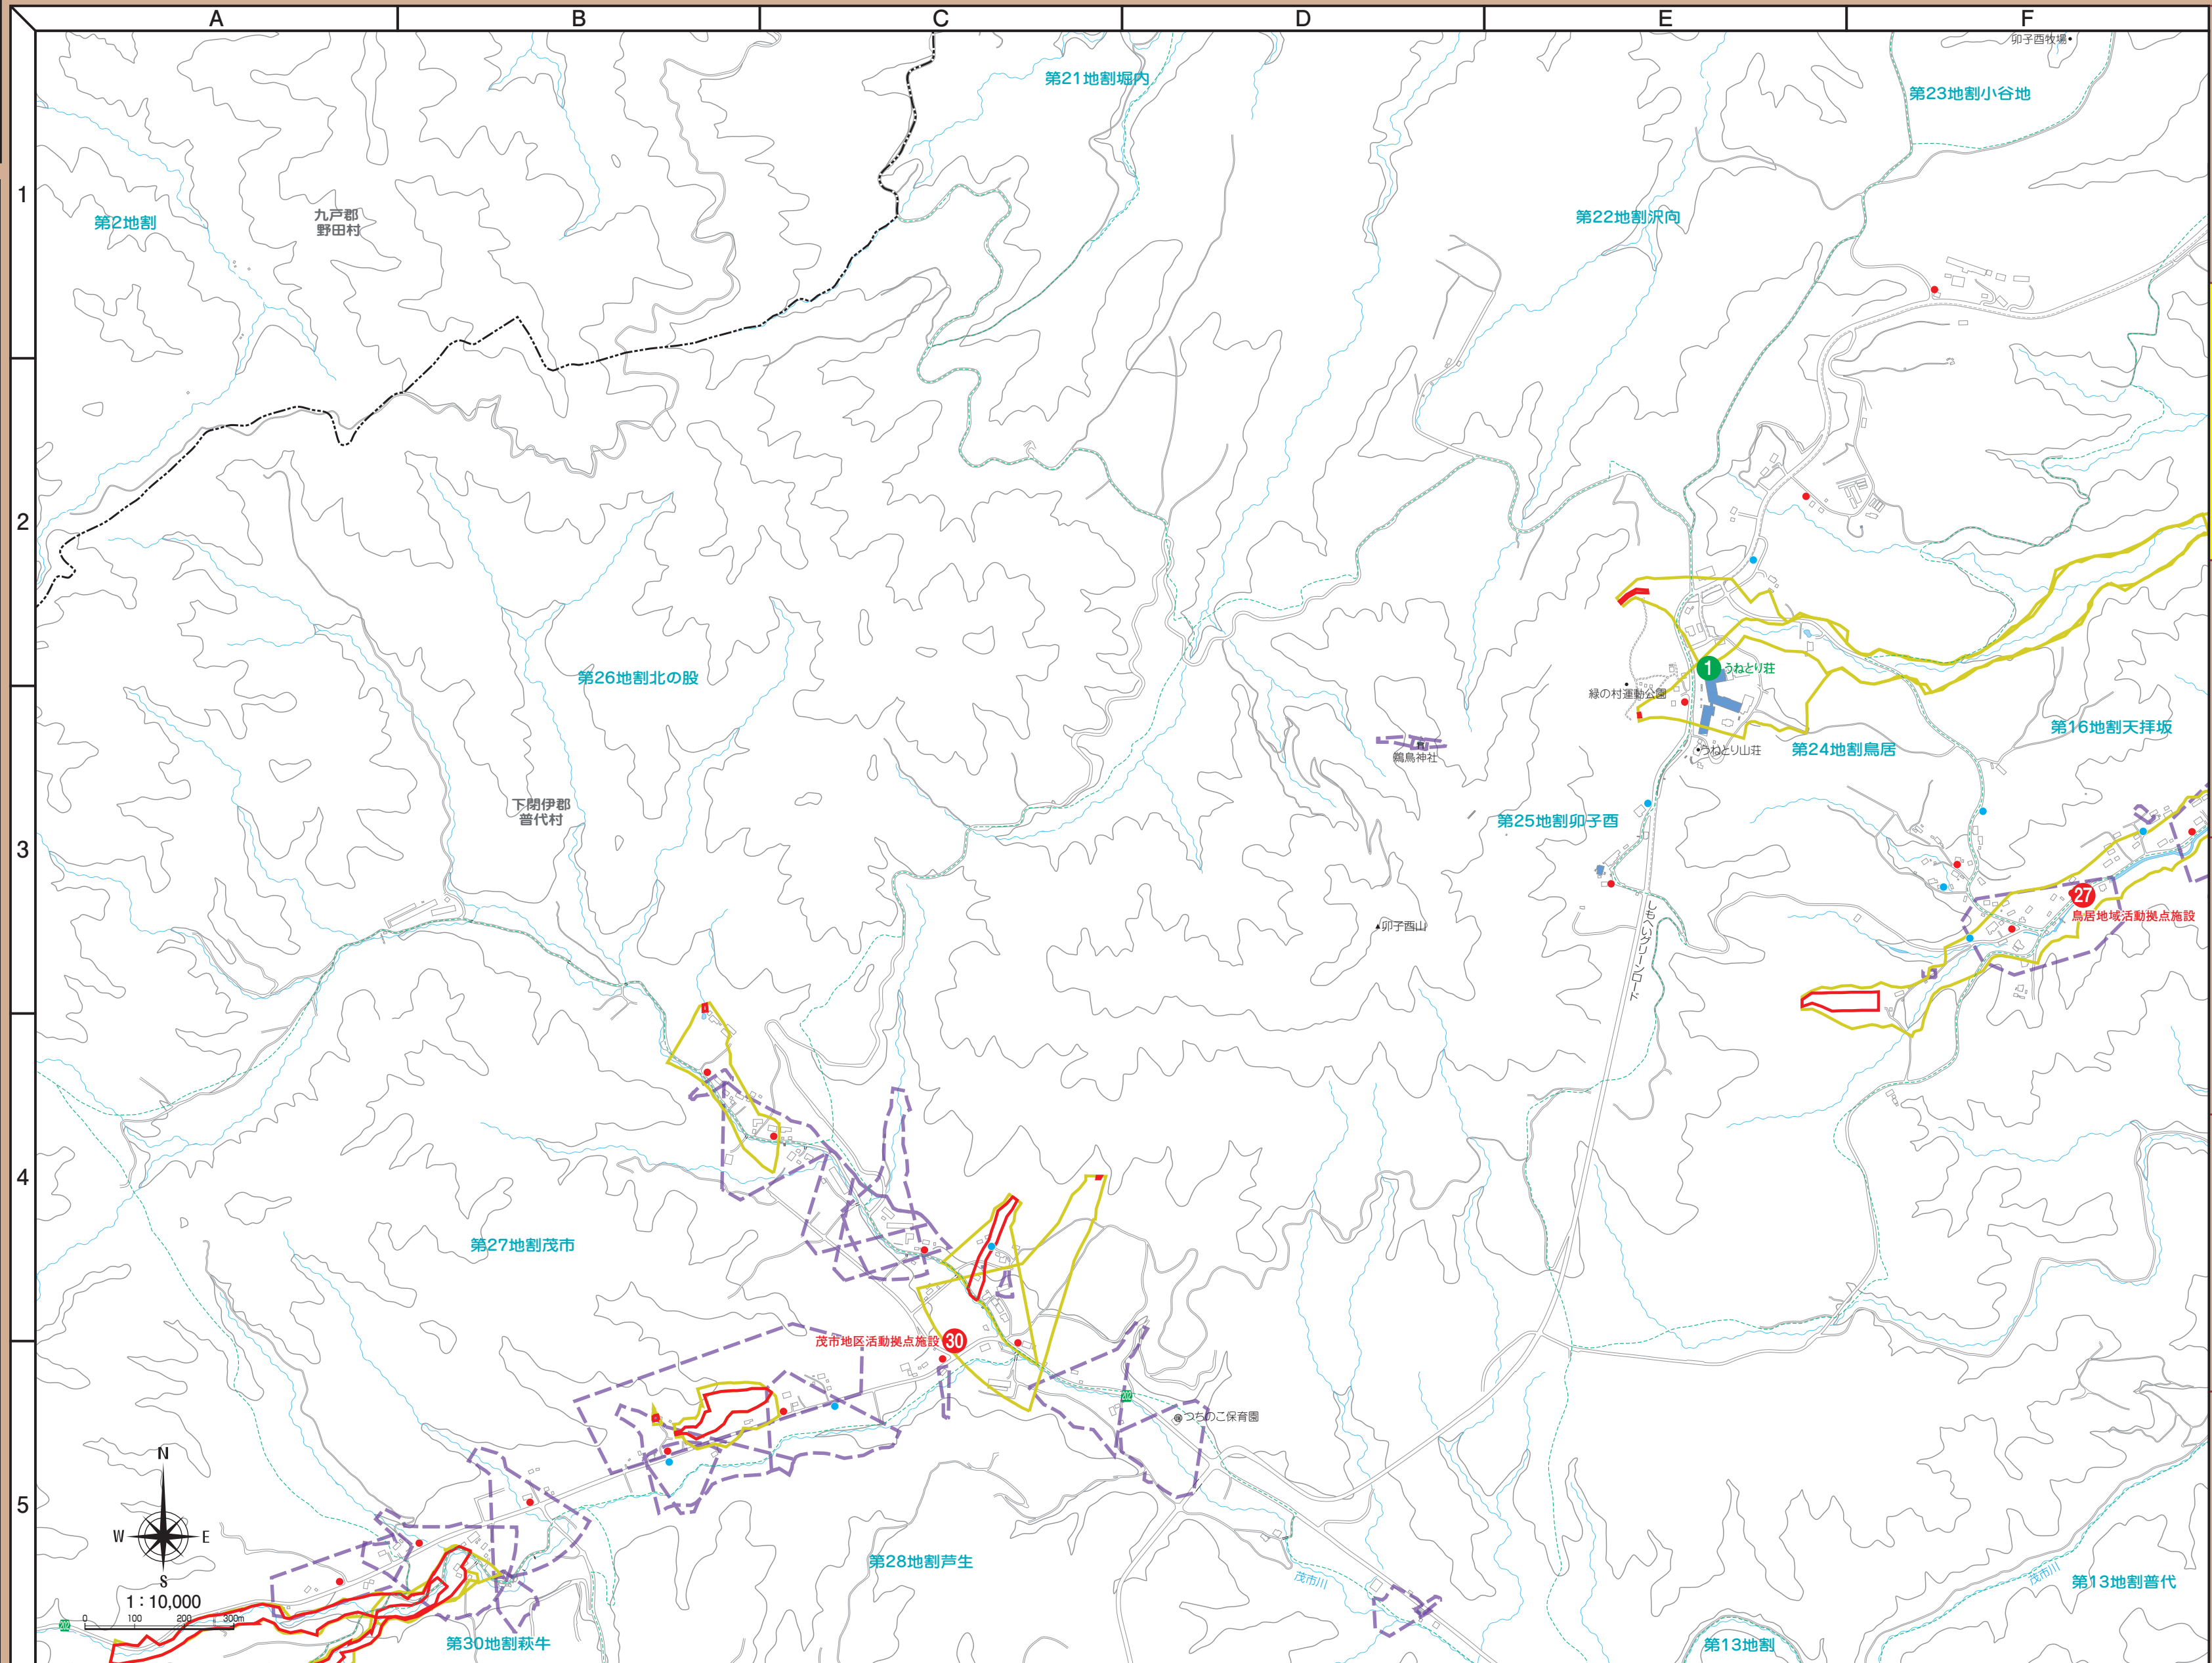 A
B
C
D
E
F
1
2
3
4
5
卯子酉牧場
第21地割堀内
第23地割小谷地
第2地割
九戸郡
野田村
第22地割沢向
第26地割北の股
1
うねとり荘
緑の村運動公園
うねとり山荘
第24地割鳥居
第16地割天拝坂
鵜鳥神社
下閉伊郡
普代村
第25地割卯子酉
27
鳥居地域活動拠点施設
卯子酉山
しもへいグリーンロード
第27地割茂市
茂市地区活動拠点施設
30
つちのこ保育園
N
W
E
S
1:10,000
0
100
200
300m
第28地割芦生
茂市川
茂市川
第13地割普代
第30地割萩牛
第13地割